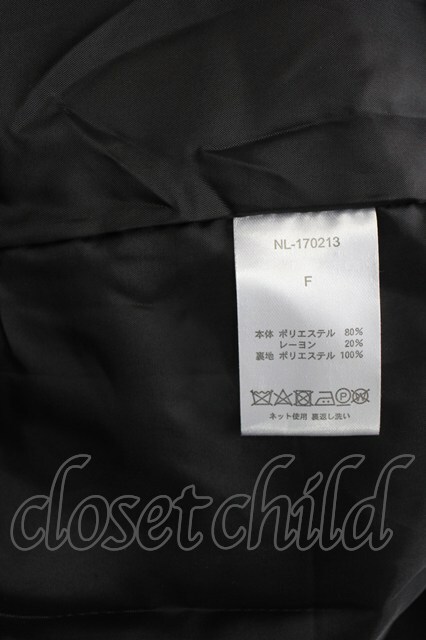 NL-170213
F
本体 ポリエステル 80%
レーヨン 20%
裏地 ポリエステル 100%
ネット使用 裏返し洗い
closet child